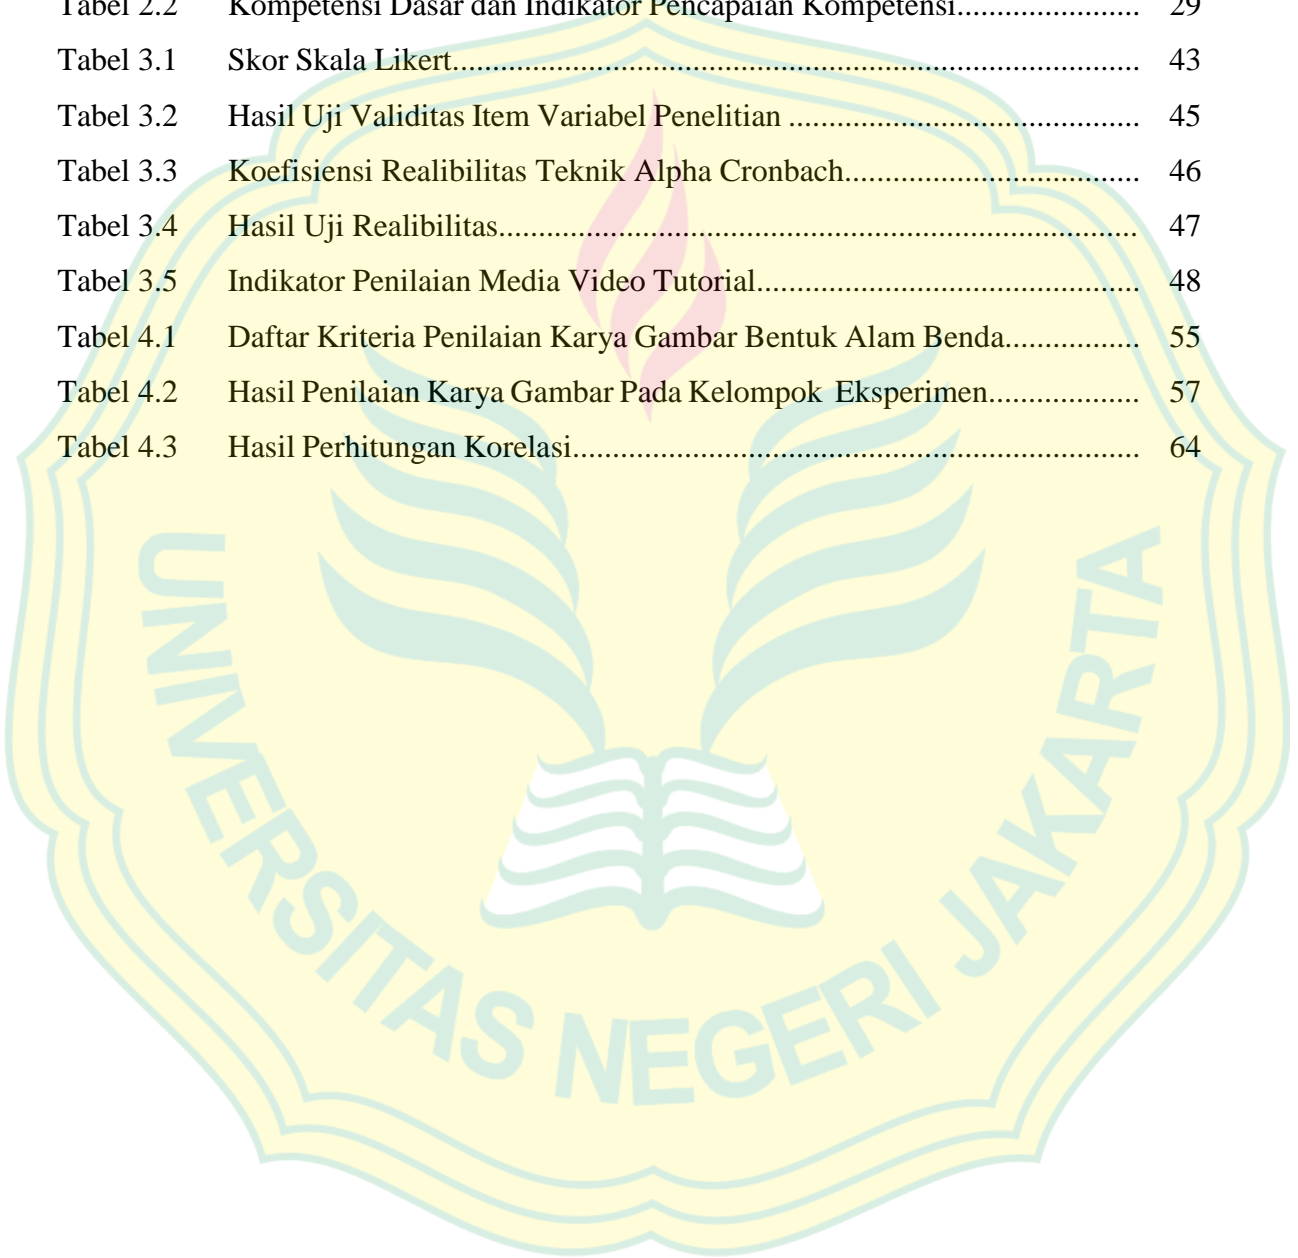 Tabel 2.2 Kompetensi Dasar dan Indikator Pencapaian Kompetensi....................... 29
Tabel 3.1 Skor Skala Likert..................................................................................... 43
Tabel 3.2 Hasil Uji Validitas Item Variabel Penelitian ........................................... 45
Tabel 3.3 Koefisiensi Realibilitas Teknik Alpha Cronbach.................................... 46
Tabel 3.4 Hasil Uji Realibilitas............................................................................... 47
Tabel 3.5 Indikator Penilaian Media Video Tutorial............................................... 48
Tabel 4.1 Daftar Kriteria Penilaian Karya Gambar Bentuk Alam Benda................. 55
Tabel 4.2 Hasil Penilaian Karya Gambar Pada Kelompok Eksperimen................... 57
Tabel 4.3 Hasil Perhitungan Korelasi...................................................................... 64
UNIVERSITAS NEGERI JAKARTA